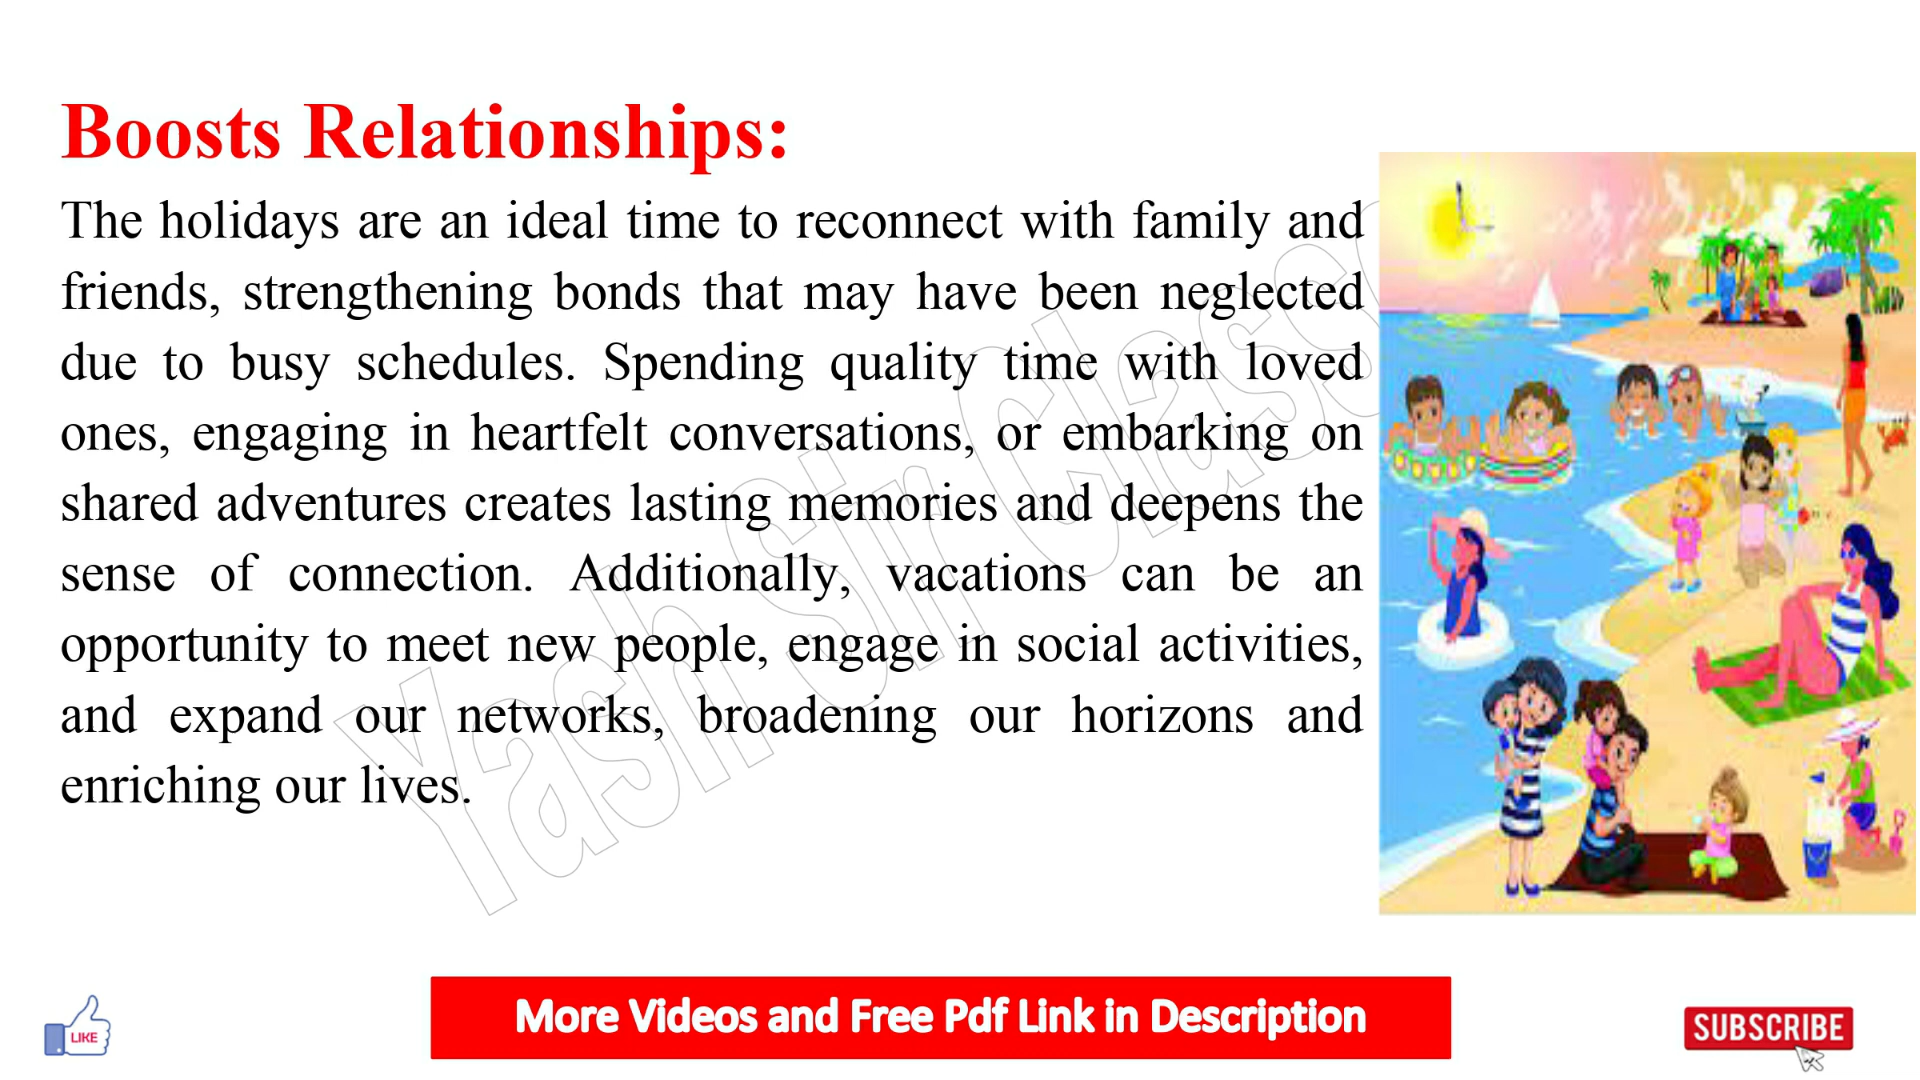 Boosts Relationships:
The holidays are an ideal time to reconnect with family and
friends, strengthening bonds that may have been neglected
due to busy schedules. Spending quality time with loved
ones, engaging in heartfelt conversations, or embarking on
shared adventures creates lasting memories and deepens the
sense of connection. Additionally, vacations can be an
opportunity to meet new people, engage in social activities,
and expand our networks, broadening our horizons and
enriching our lives.
Yash Sir Classes
LIKE
More Videos and Free Pdf Link in Description
SUBSCRIBE